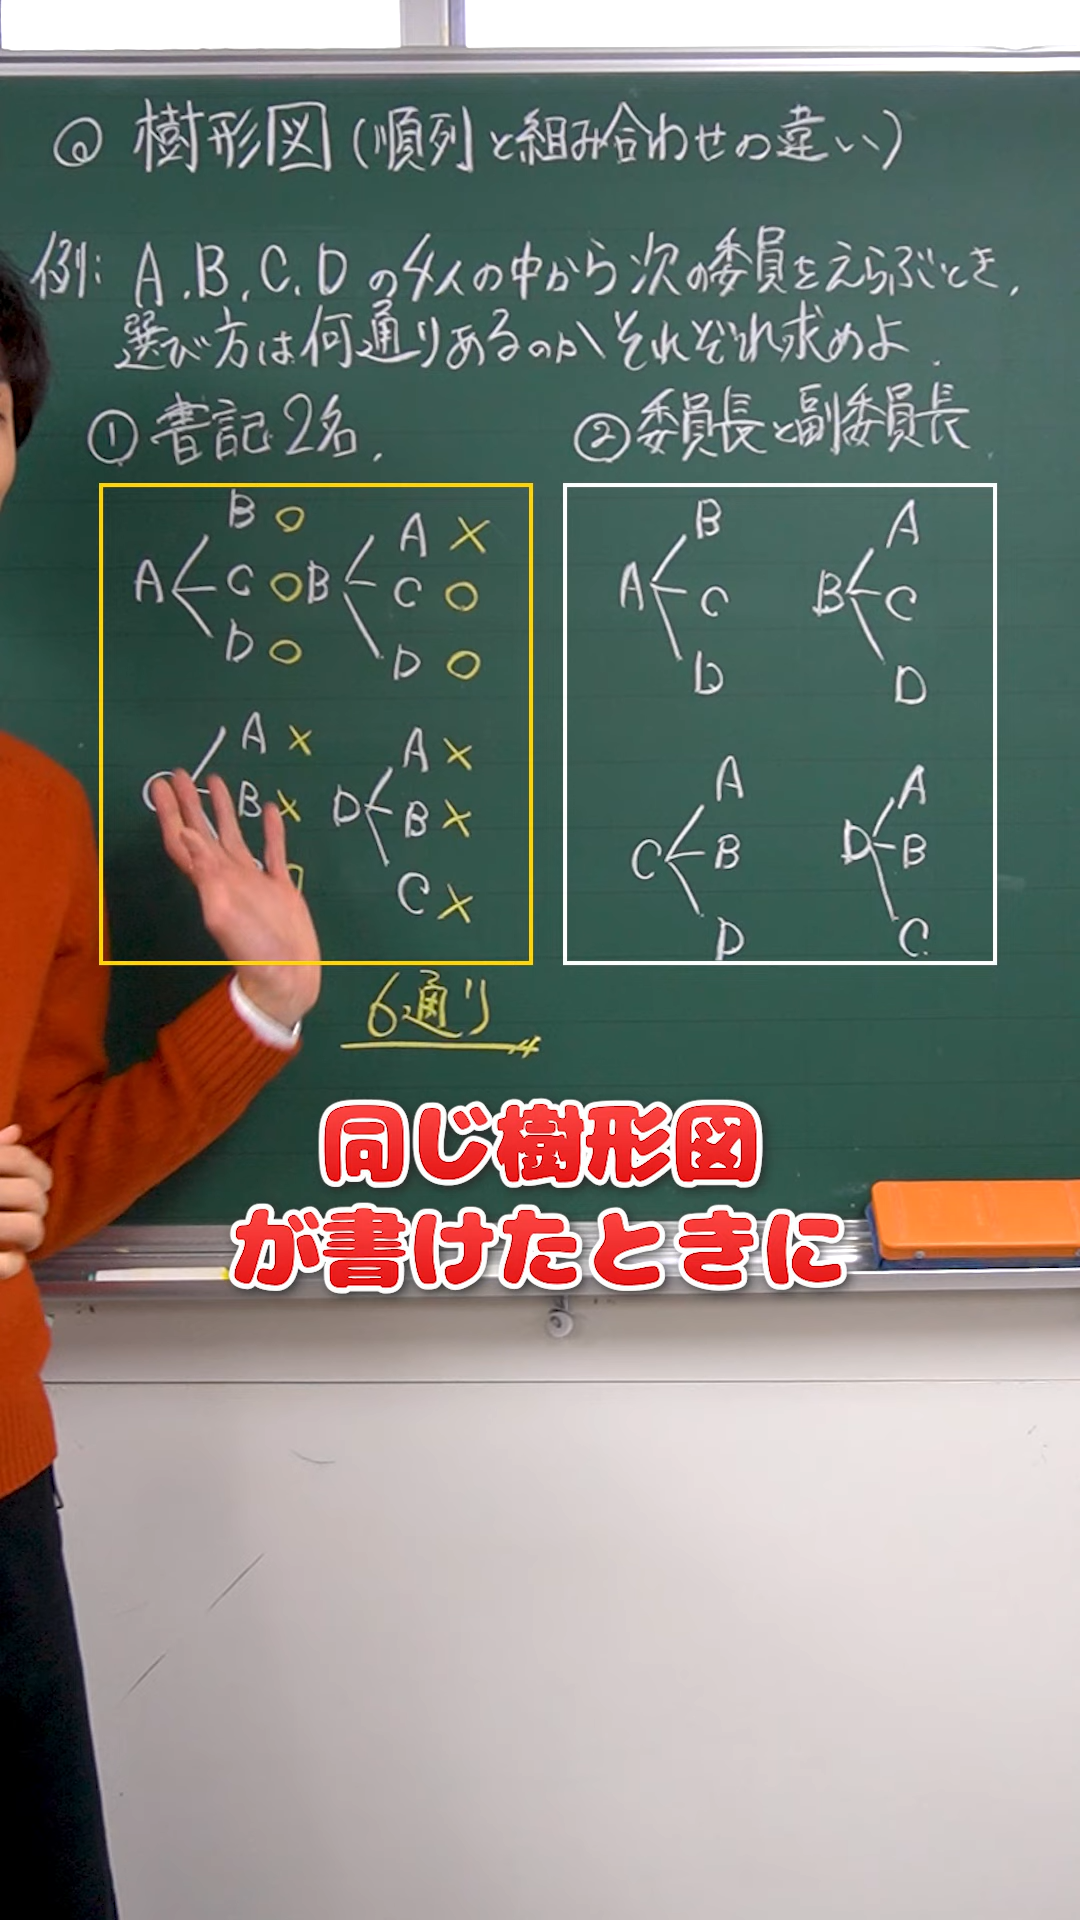 ◎ 樹形図(順列と組み合わせの違い)
例: A, B, C, D の4人の中から次の委員をえらぶとき,
選び方は何通りあるのかそれぞれ求めよ.
① 書記2名.
B ○
A C ○
D ○
A ×
B C ○
D ○
A ×
C B ×
A ×
D B ×
C ×
6通り
② 委員長と副委員長
B
A C
D
A
B C
D
A
C B
D
A
D B
C
同じ樹形図
が書けたときに